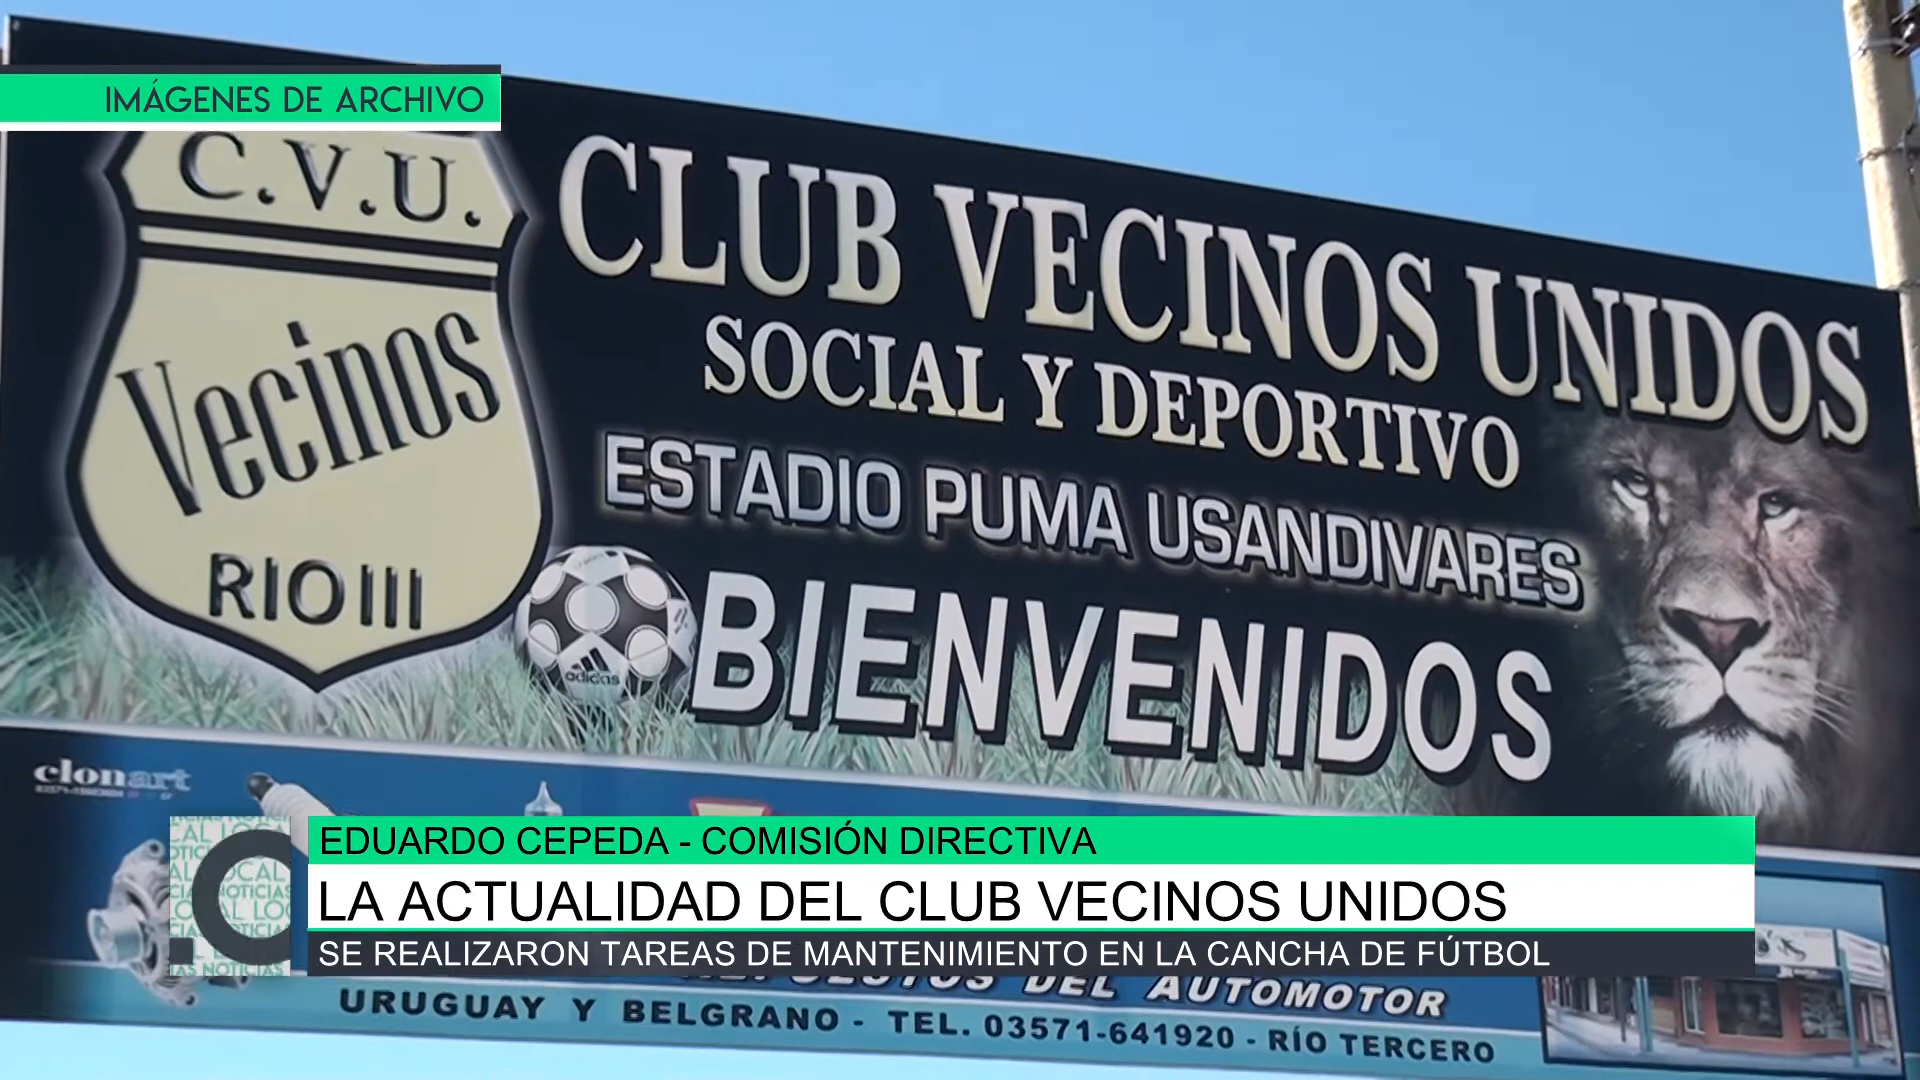 IMÁGENES DE ARCHIVO
C.V.U.
Vecinos
RIO III
CLUB VECINOS UNIDOS
SOCIAL Y DEPORTIVO
ESTADIO PUMA USANDIVARES
BIENVENIDOS
adidas
clonart
EDUARDO CEPEDA - COMISIÓN DIRECTIVA
LA ACTUALIDAD DEL CLUB VECINOS UNIDOS
SE REALIZARON TAREAS DE MANTENIMIENTO EN LA CANCHA DE FÚTBOL
.C
DEL AUTOMOTOR
URUGUAY Y BELGRANO - TEL. 03571-641920 - RÍO TERCERO